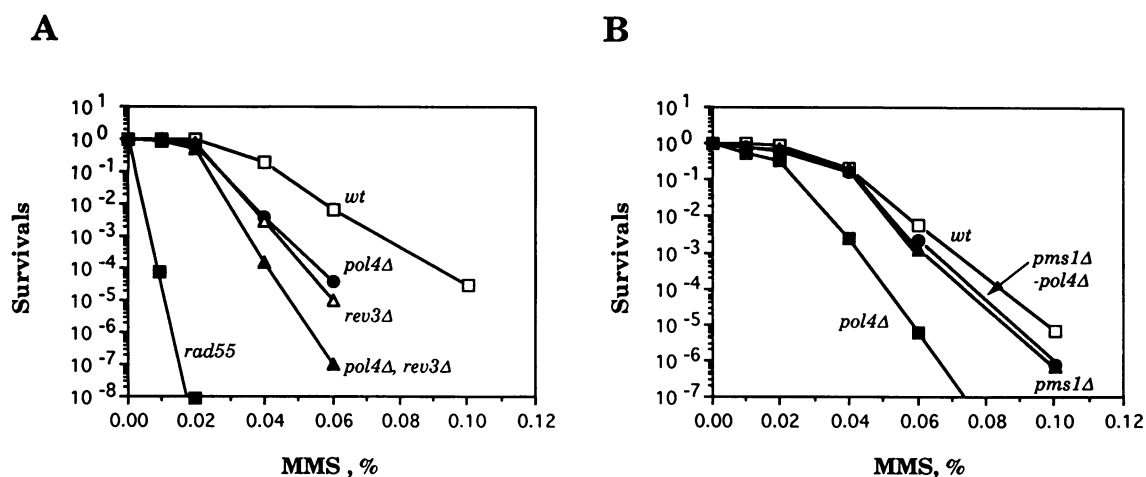 A
10^1
10^0
10^-1
10^-2
10^-3
10^-4
10^-5
10^-6
10^-7
10^-8
Survivals
wt
pol4Δ
rev3Δ
pol4Δ, rev3Δ
rad55
0.00 0.02 0.04 0.06 0.08 0.10 0.12
MMS , %
B
10^1
10^0
10^-1
10^-2
10^-3
10^-4
10^-5
10^-6
10^-7
Survivals
wt
pms1Δ
-pol4Δ
pol4Δ
pms1Δ
0.00 0.02 0.04 0.06 0.08 0.10 0.12
MMS, %